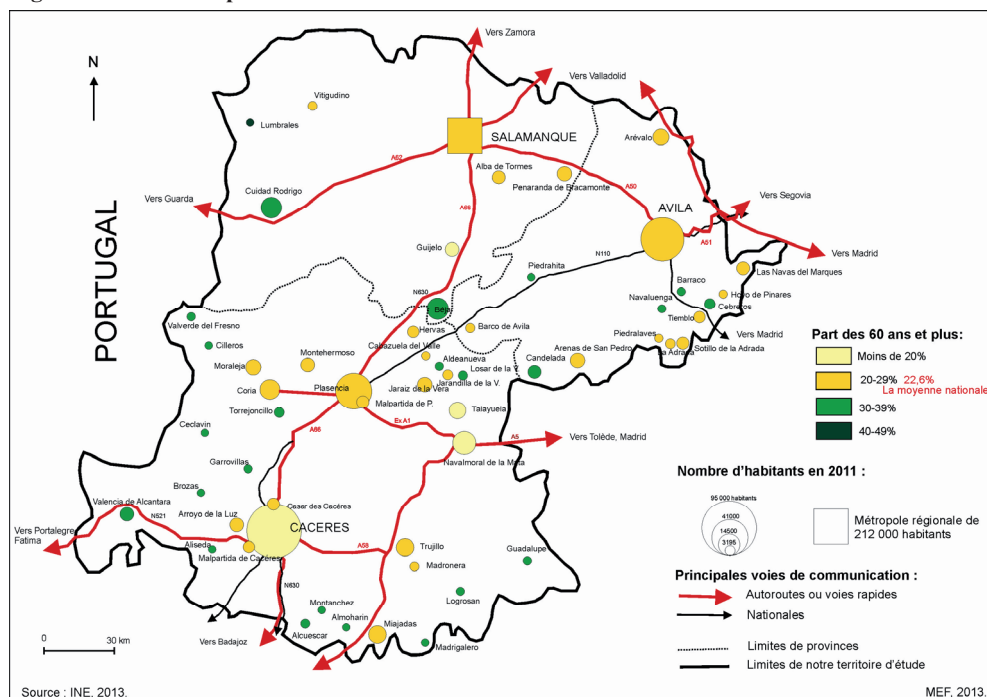 N
PORTUGAL
Vers Zamora
Vers Valladolid
Vitigudino
Lumbrales
SALAMANQUE
Arévalo
A62
Alba de Tormes
Penaranda de Bracamonte
A50
Cuidad Rodrigo
Vers Guarda
A66
AVILA
Vers Segovia
A51
Guijelo
N110
Vers Madrid
Piedrahita
Las Navas del Marques
Barraco
Navaluenga
Hoyo de Pinares
Cebreros
N630
Bejar
Tiemblo
Valverde del Fresno
Hervas
Barco de Avila
Vers Madrid
Cilleros
Cabazuela del Valle
Piedralaves
La Adrada
Sotillo de la Adrada
Montehermoso
Aldeanueva
Arenas de San Pedro
Moraleja
Losar de la V.
Candelada
Plasencia
Jarandilla de la V.
Coria
Jaraiz de la Vera
Malpartida de P.
Torrejoncillo
Taiayueia
Ceclavin
Ex A1
A66
A5
Vers Tolède, Madrid
Navalmoral de la Mata
Garrovillas
Brozas
Valencia de Alcantara
N521
Casar des Cacérés
Arroyo de la Luz
CACERES
Vers Portalegre
Fatima
Aliseda
Malpartida de Cacéres
A58
Trujillo
Guadalupe
Madronera
N630
Logrosan
Montanchez
Almoharin
Alcuescar
Miajadas
Madrigalero
Vers Badajoz
0 30 km
Part des 60 ans et plus:
Moins de 20%
20-29% 22,6%
La moyenne nationale
30-39%
40-49%
Nombre d'habitants en 2011 :
95 000 habitants
41000
14500
3195
Métropole régionale de
212 000 habitants
Principales voies de communication :
Autoroutes ou voies rapides
Nationales
Limites de provinces
Limites de notre territoire d'étude
Source : INE, 2013.
MEF, 2013.